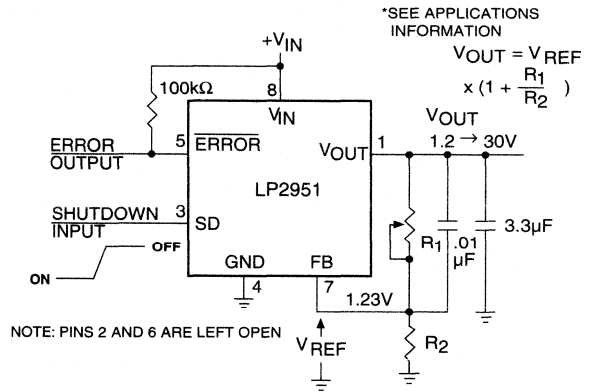 *SEE APPLICATIONS
INFORMATION
VOUT = VREF
x (1 + R1/R2 )
+VIN
100kΩ
8
VIN
VOUT
1.2 → 30V
ERROR
OUTPUT
5
ERROR
VOUT
1
LP2951
SHUTDOWN
INPUT
3
SD
OFF
ON
GND
FB
4
7
1.23V
R1
.01
µF
3.3µF
NOTE: PINS 2 AND 6 ARE LEFT OPEN
VREF
R2